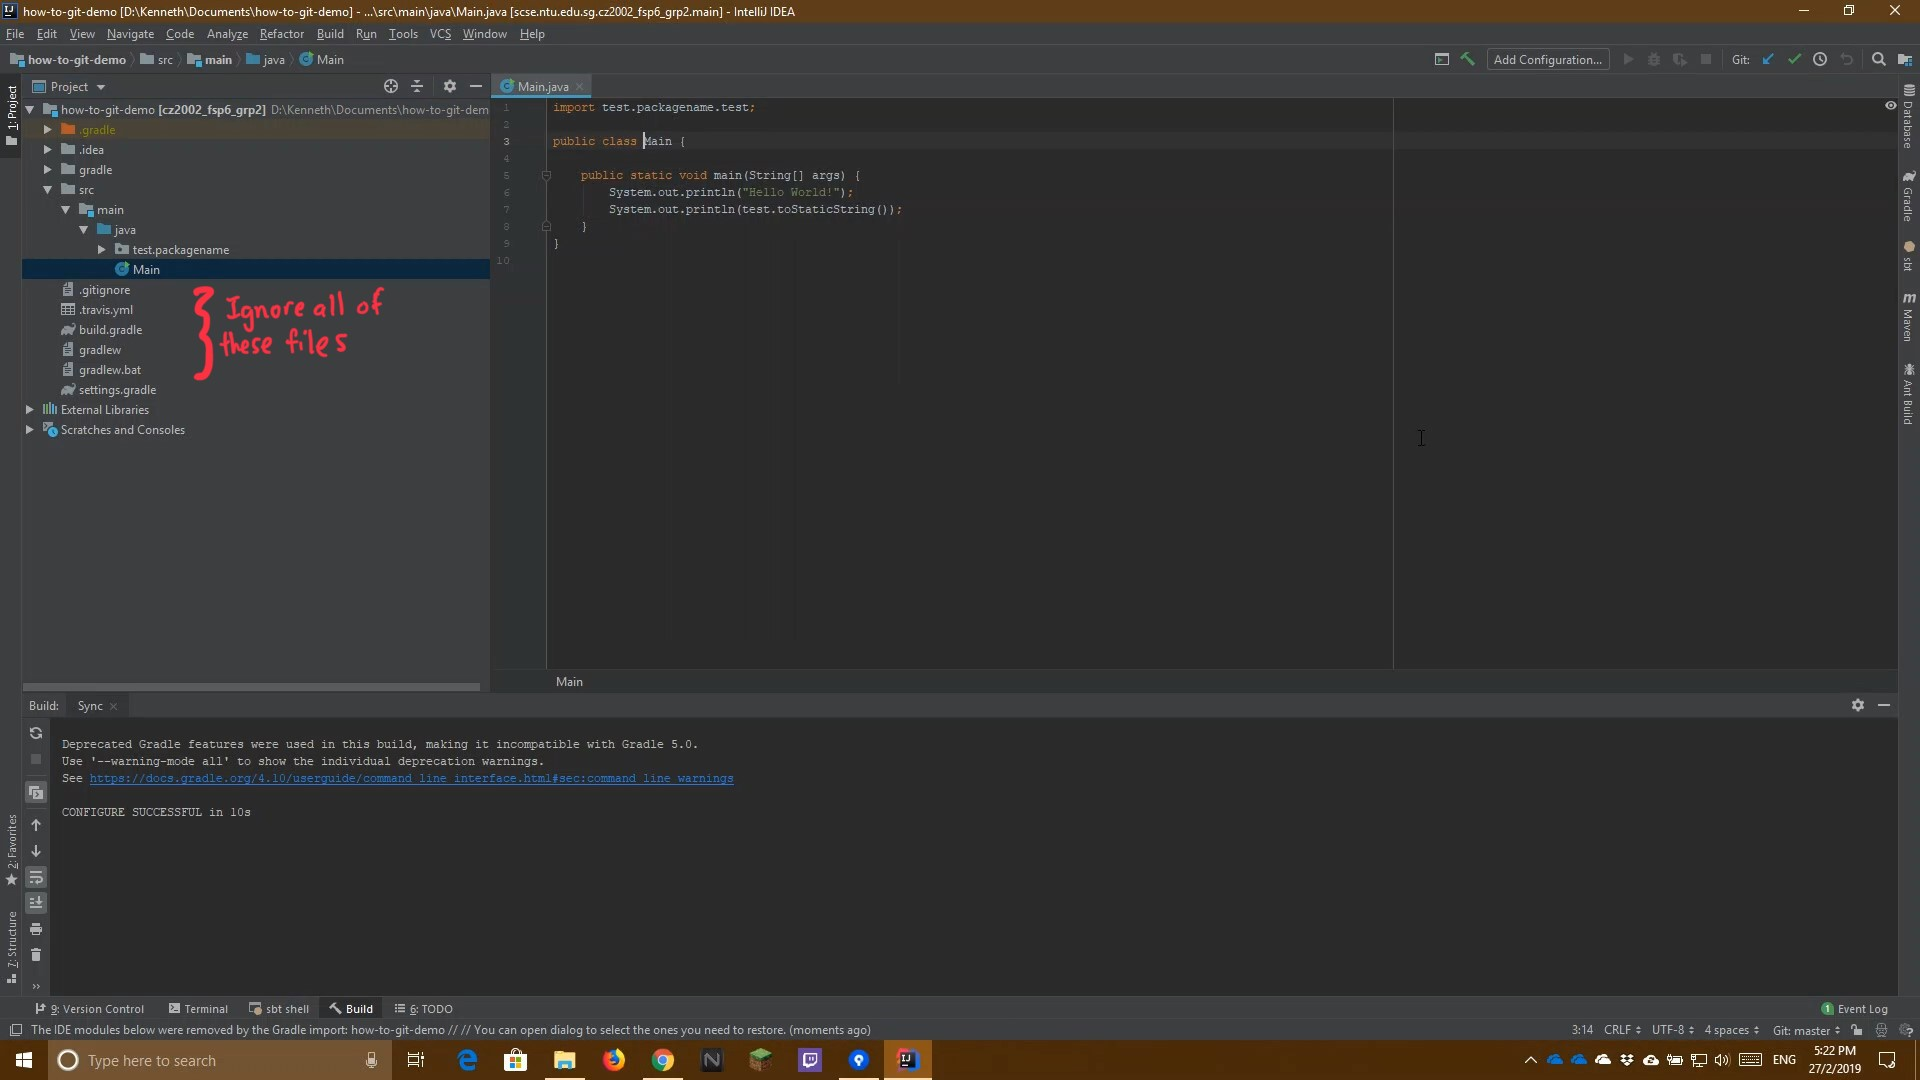 how-to-git-demo [D:\Kenneth\Documents\how-to-git-demo] - ...\src\main\java\Main.java [scse.ntu.edu.sg.cz2002_fsp6_grp2.main] - IntelliJ IDEA
File Edit View Navigate Code Analyze Refactor Build Run Tools VCS Window Help
how-to-git-demo src main java Main Add Configuration... Git:
Project Main.java
1: Project
how-to-git-demo [cz2002_fsp6_grp2] D:\Kenneth\Documents\how-to-git-dem
.gradle
.idea
gradle
src
main
java
test.packagename
Main
.gitignore
.travis.yml
build.gradle
gradlew
gradlew.bat
settings.gradle
External Libraries
Scratches and Consoles
Ignore all of
these files
1 import test.packagename.test;
2
3 public class Main {
4
5 public static void main(String[] args) {
6 System.out.println("Hello World!");
7 System.out.println(test.toStaticString());
8 }
9 }
10
Main
Database
Gradle
sbt
Maven
Ant Build
Build: Sync
Deprecated Gradle features were used in this build, making it incompatible with Gradle 5.0.
Use '--warning-mode all' to show the individual deprecation warnings.
See https://docs.gradle.org/4.10/userguide/command_line_interface.html#sec:command_line_warnings
CONFIGURE SUCCESSFUL in 10s
2: Favorites
7: Structure
9: Version Control Terminal sbt shell Build 6: TODO 1 Event Log
The IDE modules below were removed by the Gradle import: how-to-git-demo // // You can open dialog to select the ones you need to restore. (moments ago) 3:14 CRLF UTF-8 4 spaces Git: master
Type here to search ENG 5:22 PM
27/2/2019